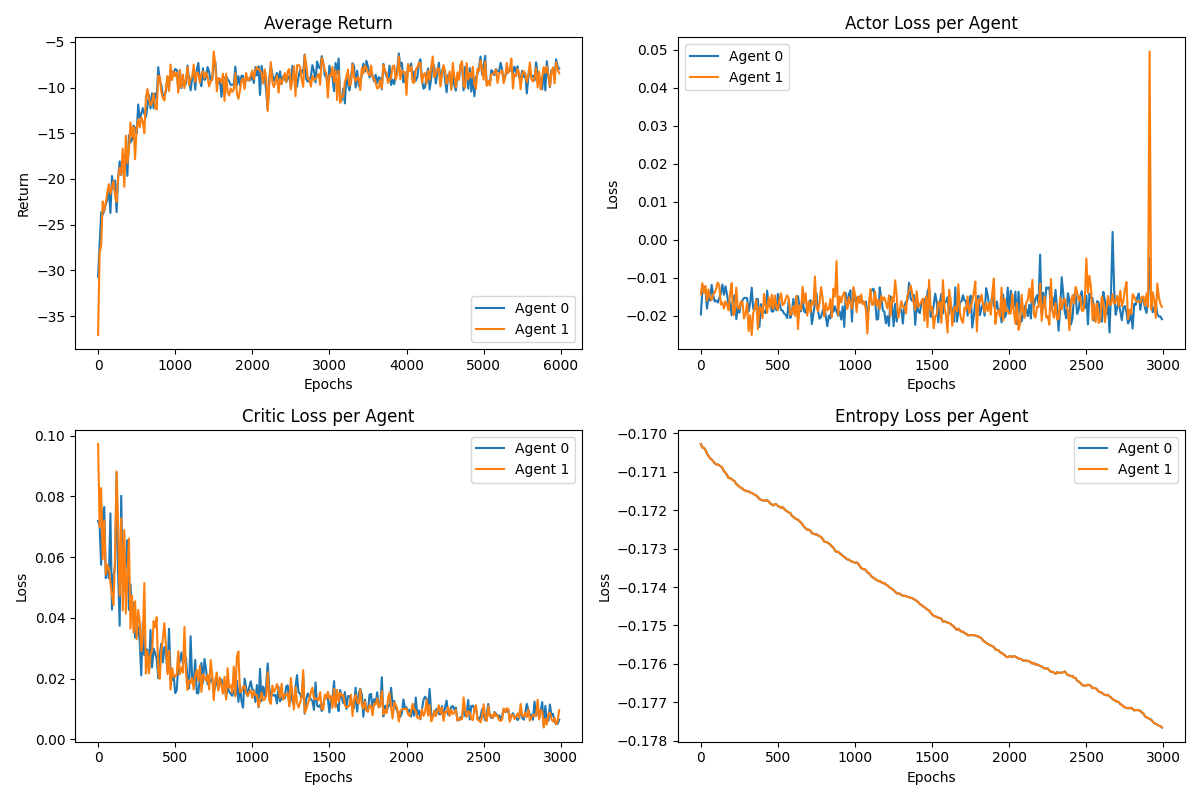 Average Return
−5
−10
−15
−20
−25
−30
−35
Return
Agent 0
Agent 1
0
1000
2000
3000
4000
5000
6000
Epochs
Actor Loss per Agent
0.05
0.04
0.03
0.02
0.01
0.00
−0.01
−0.02
Loss
Agent 0
Agent 1
0
500
1000
1500
2000
2500
3000
Epochs
Critic Loss per Agent
0.10
0.08
0.06
0.04
0.02
0.00
Loss
Agent 0
Agent 1
0
500
1000
1500
2000
2500
3000
Epochs
Entropy Loss per Agent
−0.170
−0.171
−0.172
−0.173
−0.174
−0.175
−0.176
−0.177
−0.178
Loss
Agent 0
Agent 1
0
500
1000
1500
2000
2500
3000
Epochs